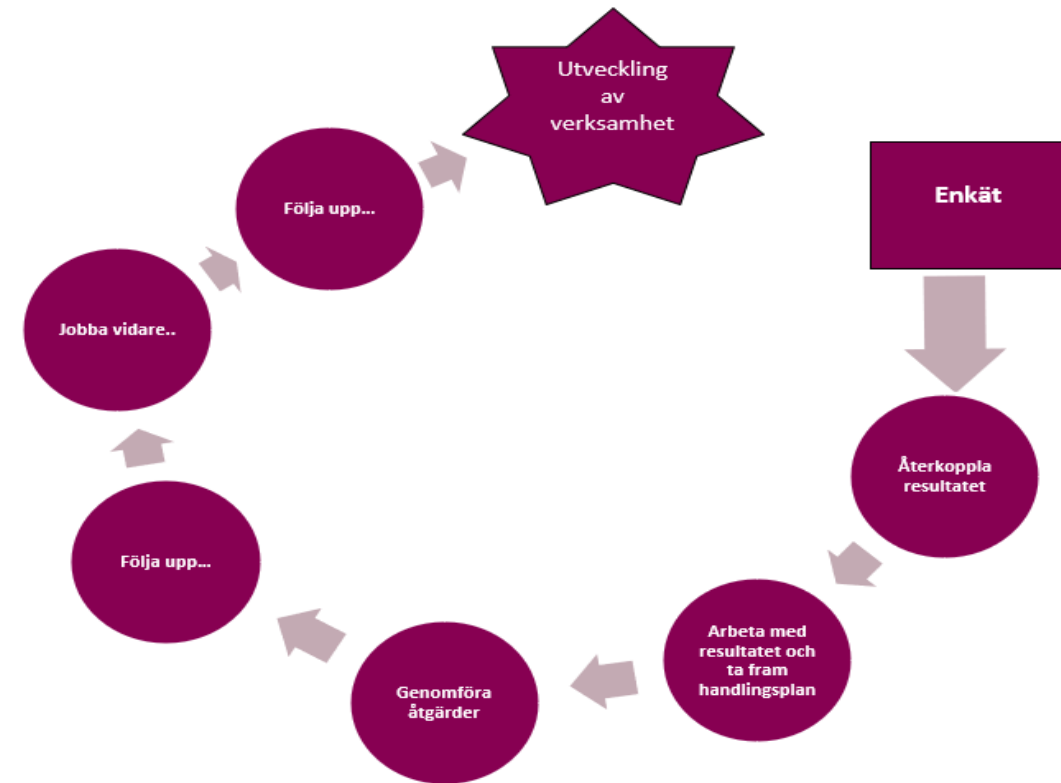 Utveckling
av
verksamhet
Enkät
Återkoppla
resultatet
Arbeta med
resultatet och
ta fram
handlingsplan
Genomföra
åtgärder
Följa upp...
Jobba vidare..
Följa upp...